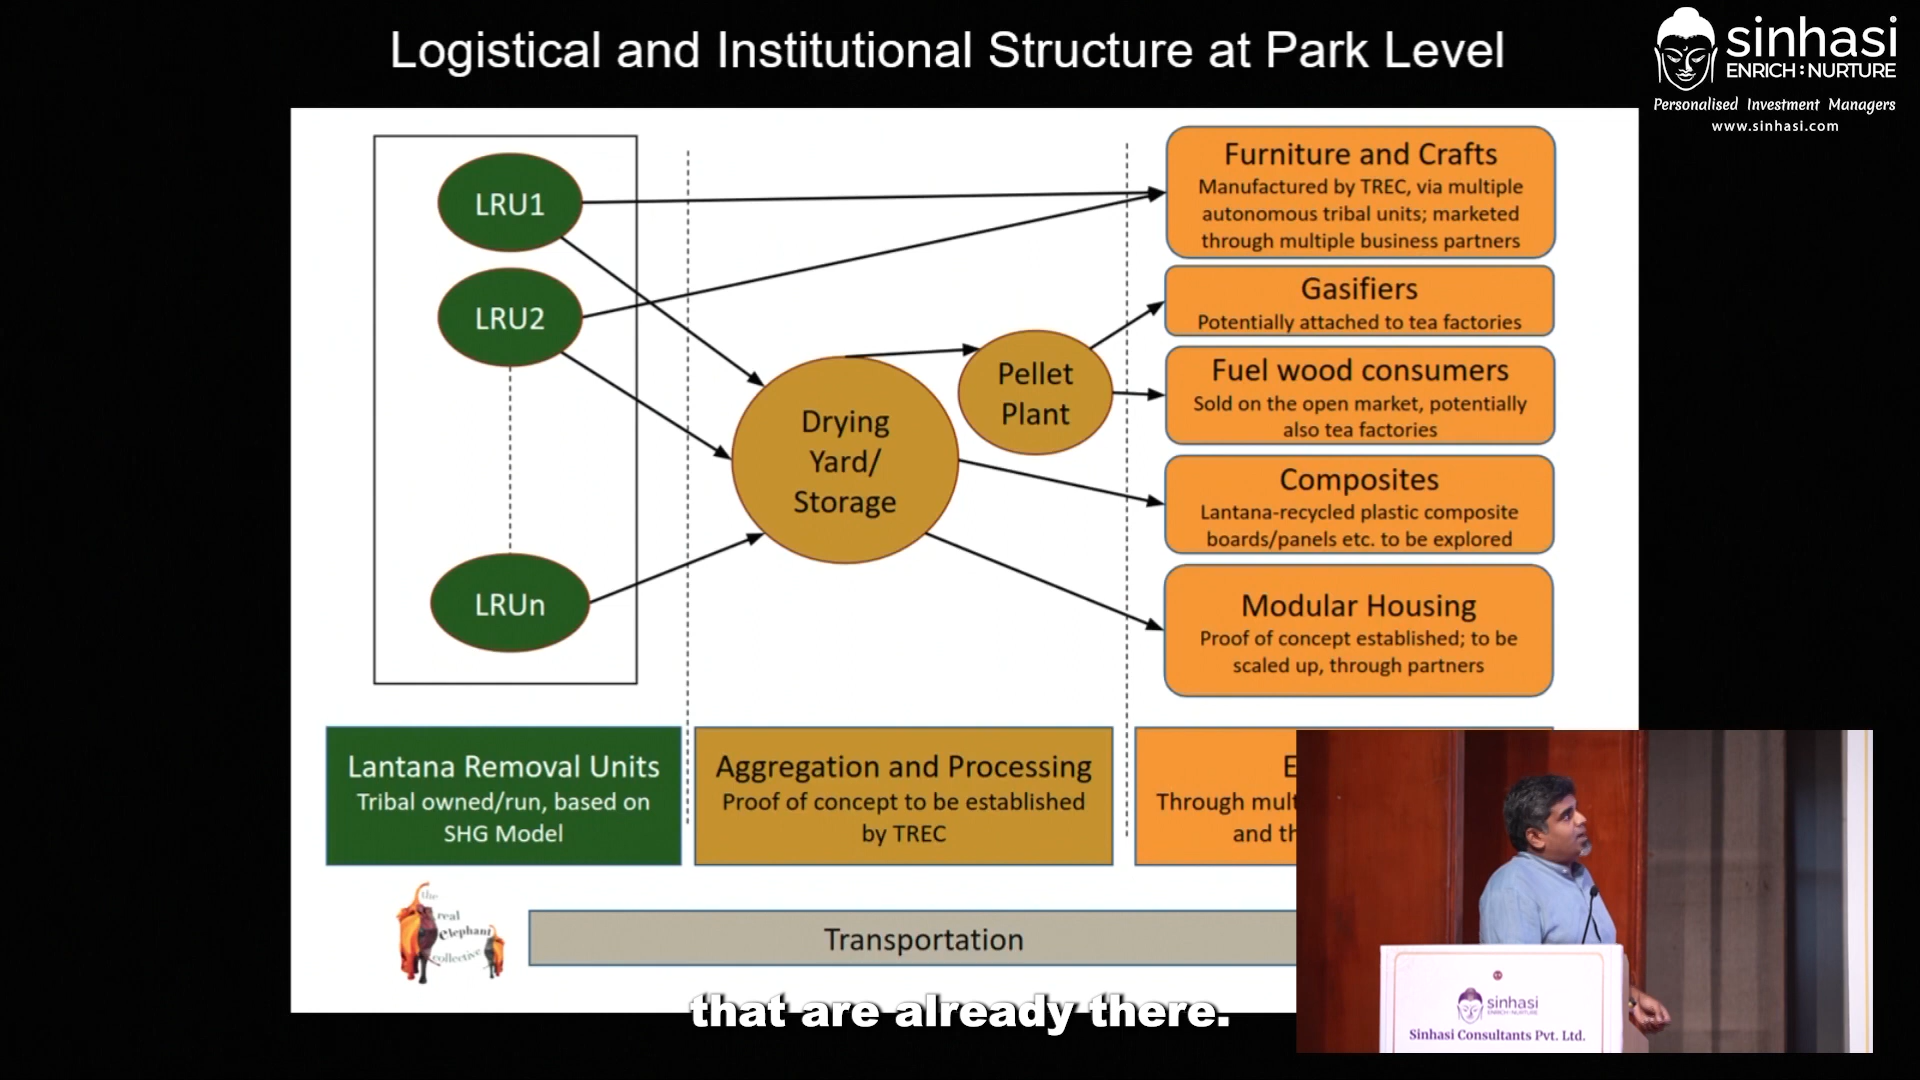 Logistical and Institutional Structure at Park Level
sinhasi
ENRICH : NURTURE
Personalised Investment Managers
www.sinhasi.com
LRU1
LRU2
LRUn
Drying
Yard/
Storage
Pellet
Plant
Furniture and Crafts
Manufactured by TREC, via multiple
autonomous tribal units; marketed
through multiple business partners
Gasifiers
Potentially attached to tea factories
Fuel wood consumers
Sold on the open market, potentially
also tea factories
Composites
Lantana-recycled plastic composite
boards/panels etc. to be explored
Modular Housing
Proof of concept established; to be
scaled up, through partners
Lantana Removal Units
Tribal owned/run, based on
SHG Model
Aggregation and Processing
Proof of concept to be established
by TREC
Through
and
the
real
elephant
collective
Transportation
that are already there.
sinhasi
ENRICH : NURTURE
Sinhasi Consultants Pvt. Ltd.